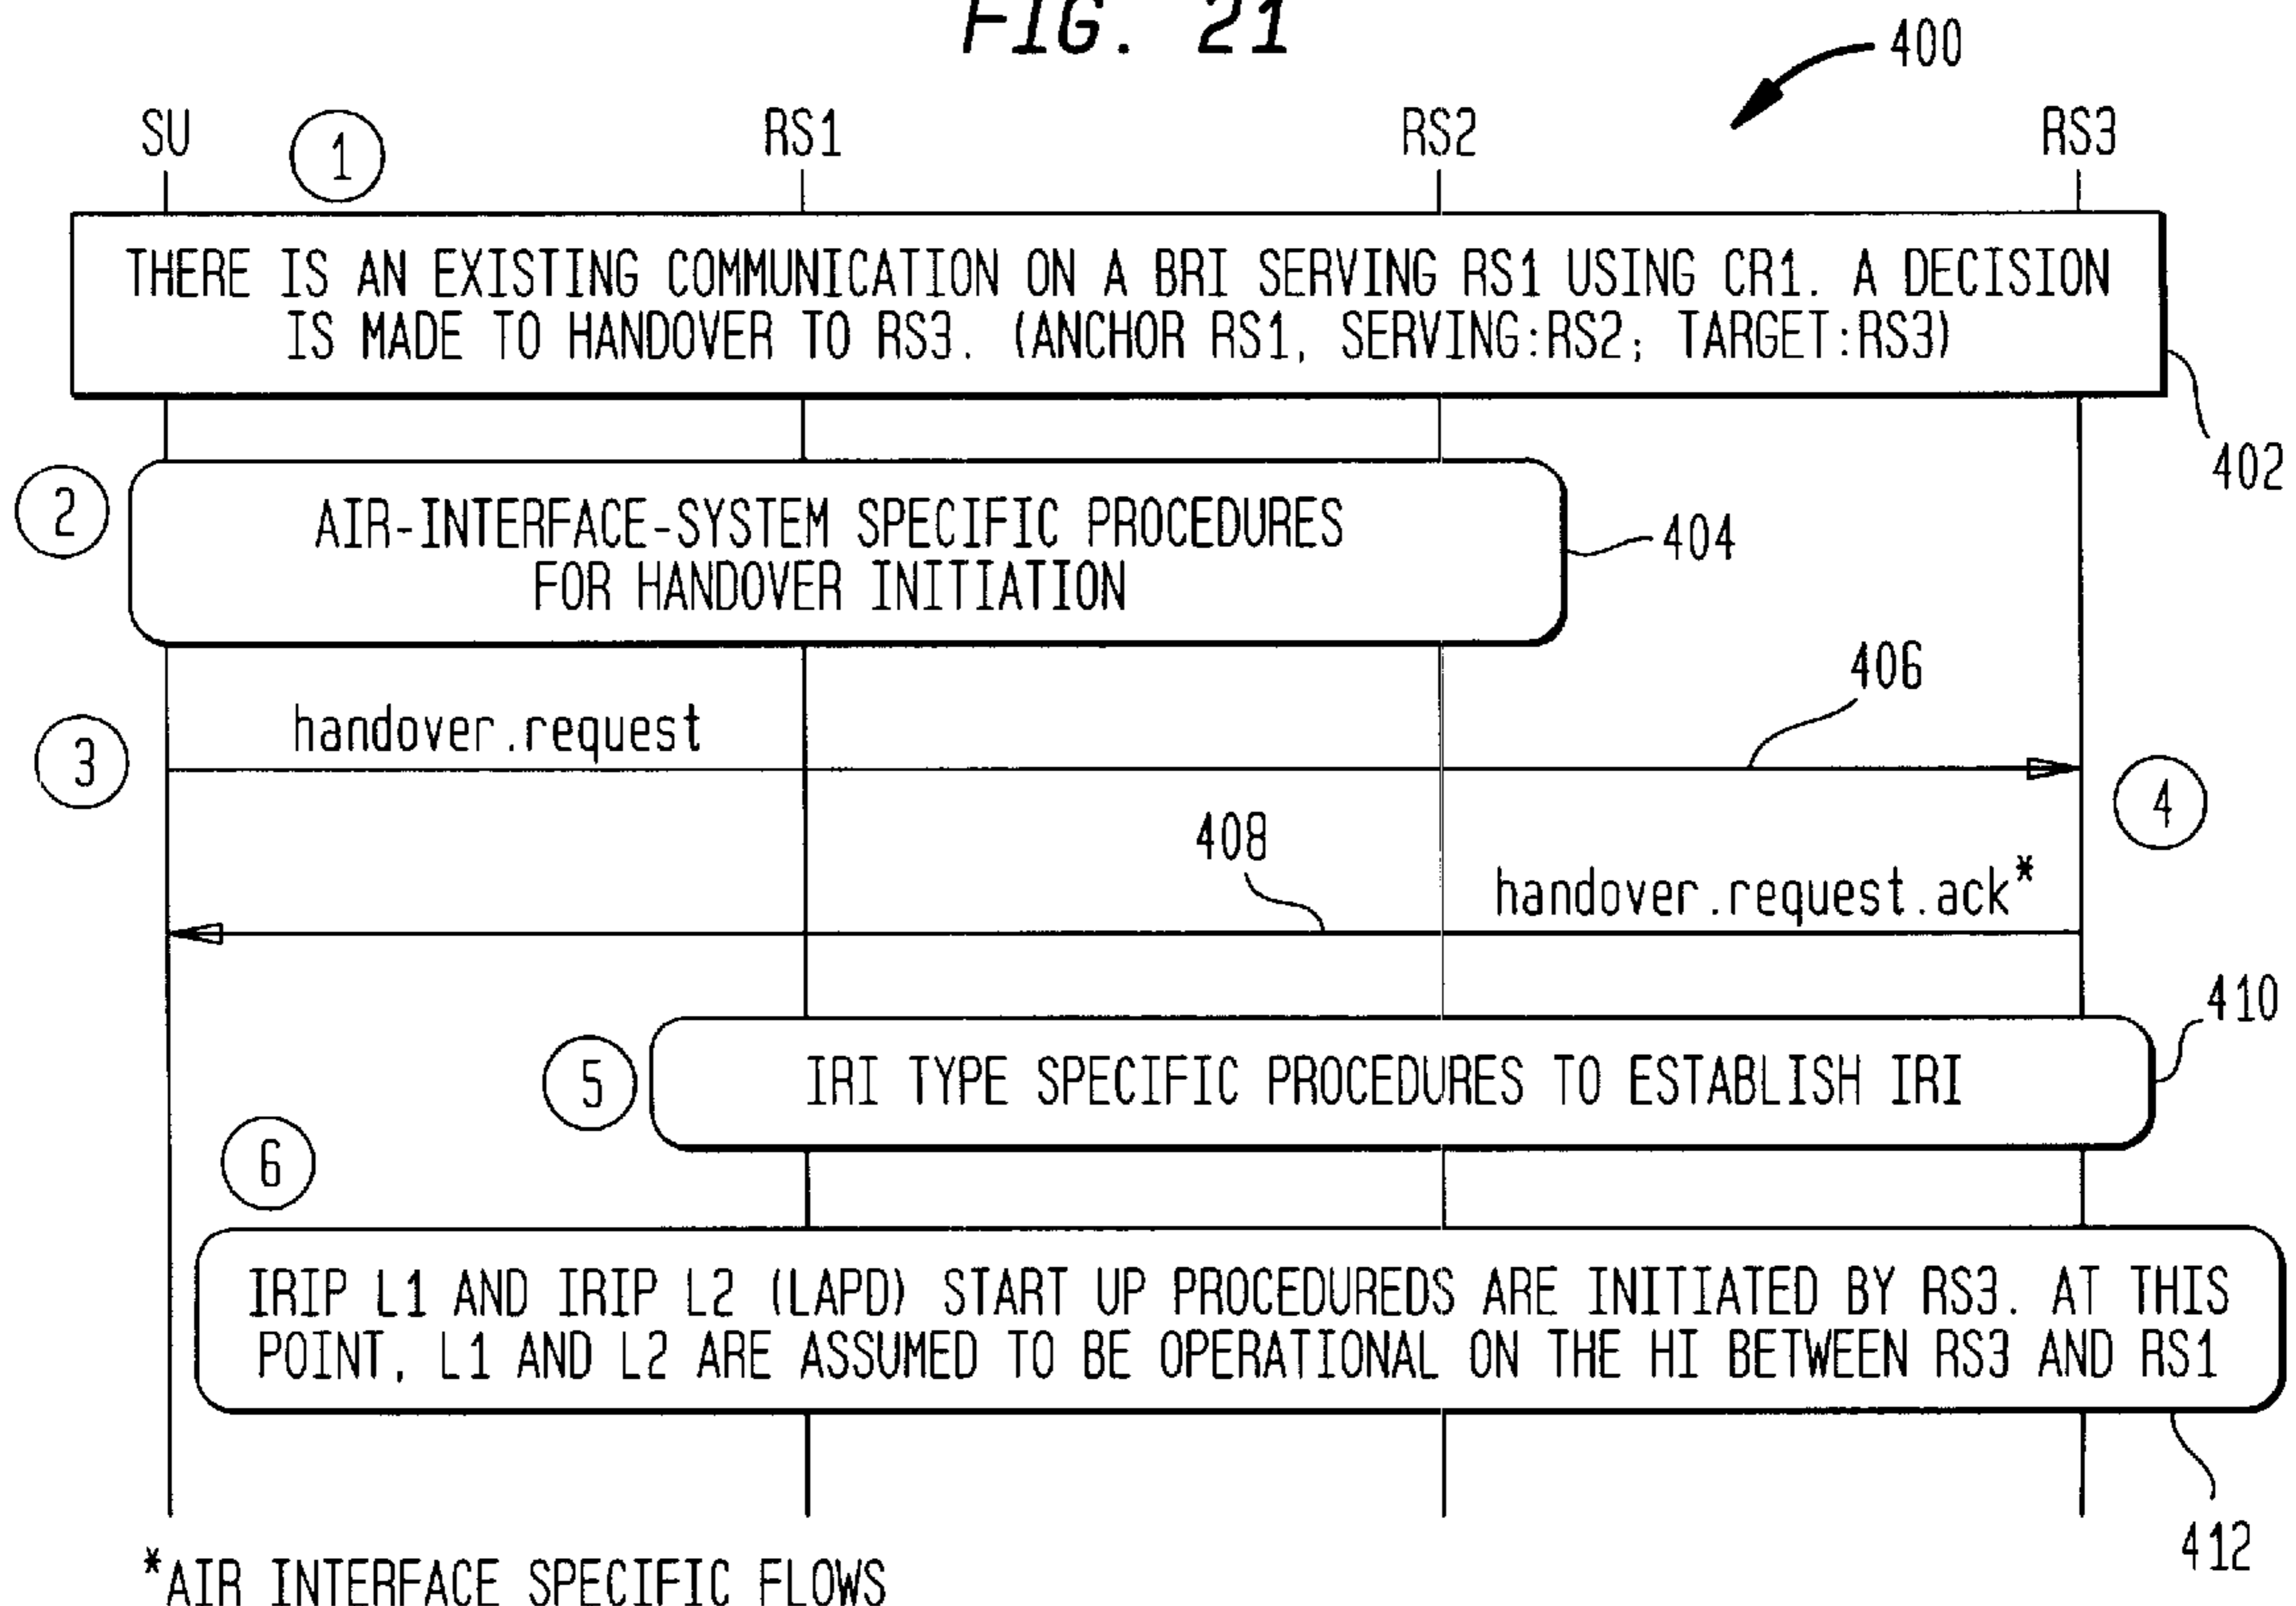 FIG. 21
400
SU
1
RS1
RS2
RS3
THERE IS AN EXISTING COMMUNICATION ON A BRI SERVING RS1 USING CR1. A DECISION
IS MADE TO HANDOVER TO RS3. (ANCHOR RS1, SERVING:RS2; TARGET:RS3)
402
2
AIR-INTERFACE-SYSTEM SPECIFIC PROCEDURES
FOR HANDOVER INITIATION
404
406
3
handover.request
4
408
handover.request.ack*
410
5
IRI TYPE SPECIFIC PROCEDURES TO ESTABLISH IRI
6
IRIP L1 AND IRIP L2 (LAPD) START UP PROCEDUREDS ARE INITIATED BY RS3. AT THIS
POINT, L1 AND L2 ARE ASSUMED TO BE OPERATIONAL ON THE HI BETWEEN RS3 AND RS1
412
*AIR INTERFACE SPECIFIC FLOWS